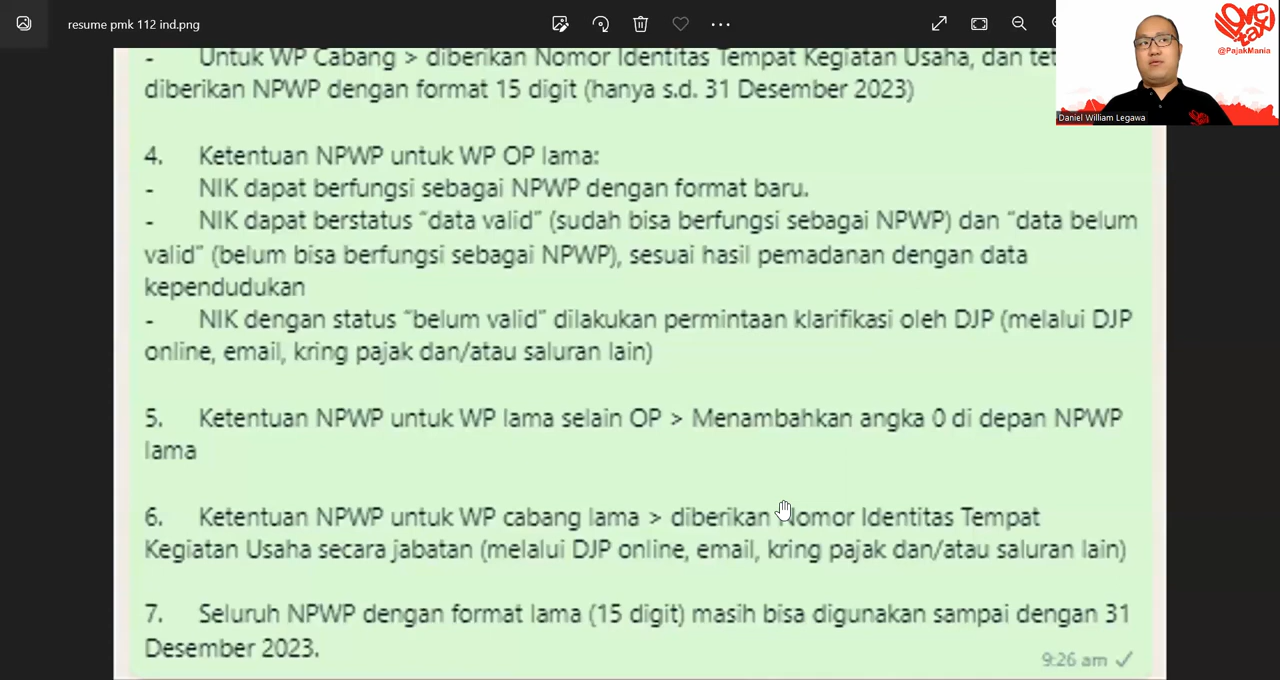 resume pmk 112 ind.png
love tax
@PajakMania
Daniel William Legawa
- Untuk WP Cabang > diberikan Nomor Identitas Tempat Kegiatan Usaha, dan
diberikan NPWP dengan format 15 digit (hanya s.d. 31 Desember 2023)
4. Ketentuan NPWP untuk WP OP lama:
- NIK dapat berfungsi sebagai NPWP dengan format baru.
- NIK dapat berstatus “data valid” (sudah bisa berfungsi sebagai NPWP) dan “data belum
valid” (belum bisa berfungsi sebagai NPWP), sesuai hasil pemadanan dengan data
kependudukan
- NIK dengan status “belum valid” dilakukan permintaan klarifikasi oleh DJP (melalui DJP
online, email, kring pajak dan/atau saluran lain)
5. Ketentuan NPWP untuk WP lama selain OP > Menambahkan angka 0 di depan NPWP
lama
6. Ketentuan NPWP untuk WP cabang lama > diberikan Nomor Identitas Tempat
Kegiatan Usaha secara jabatan (melalui DJP online, email, kring pajak dan/atau saluran lain)
7. Seluruh NPWP dengan format lama (15 digit) masih bisa digunakan sampai dengan 31
Desember 2023.
9:26 am